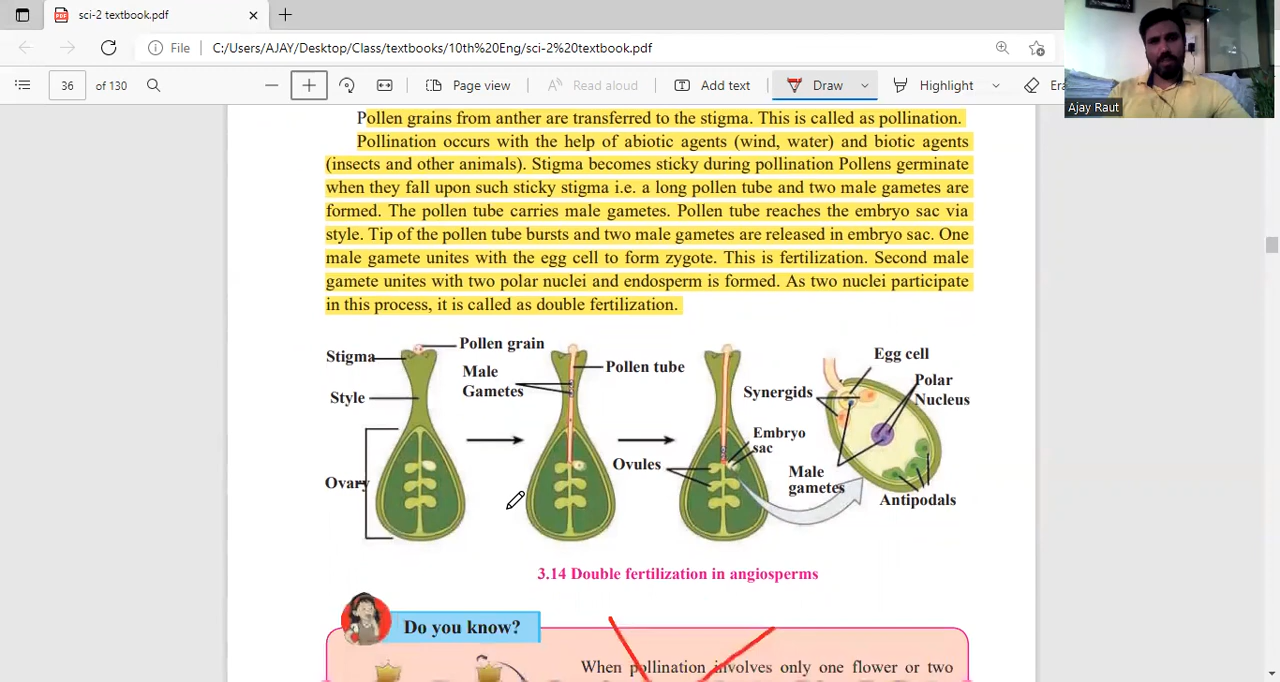 sci-2 textbook.pdf
File C:/Users/AJAY/Desktop/Class/textbooks/10th%20Eng/sci-2%20textbook.pdf
36 of 130 Page view Read aloud Add text Draw Highlight Era
Ajay Raut
Pollen grains from anther are transferred to the stigma. This is called as pollination.
Pollination occurs with the help of abiotic agents (wind, water) and biotic agents
(insects and other animals). Stigma becomes sticky during pollination Pollens germinate
when they fall upon such sticky stigma i.e. a long pollen tube and two male gametes are
formed. The pollen tube carries male gametes. Pollen tube reaches the embryo sac via
style. Tip of the pollen tube bursts and two male gametes are released in embryo sac. One
male gamete unites with the egg cell to form zygote. This is fertilization. Second male
gamete unites with two polar nuclei and endosperm is formed. As two nuclei participate
in this process, it is called as double fertilization.
Stigma
Pollen grain
Style
Ovary
Male
Gametes
Pollen tube
Ovules
Embryo
sac
Synergids
Egg cell
Polar
Nucleus
Male
gametes
Antipodals
3.14 Double fertilization in angiosperms
Do you know?
When pollination involves only one flower or two